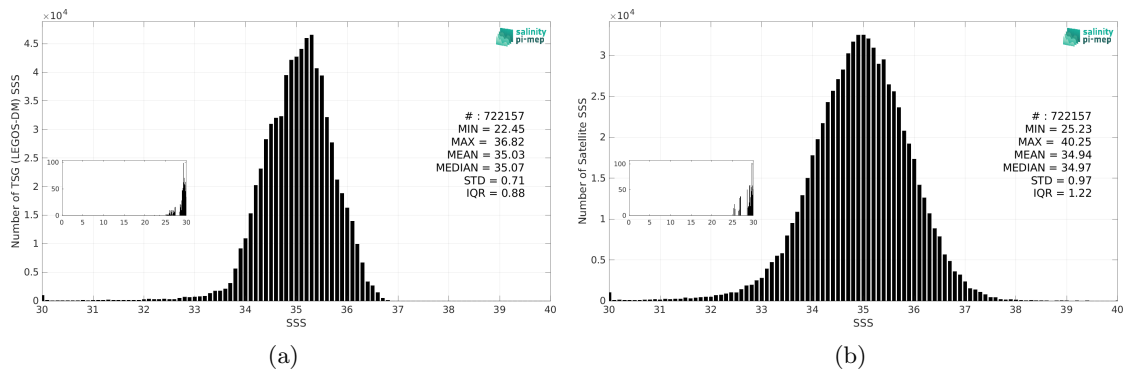 ×10⁴
4.5
4
3.5
3
2.5
2
1.5
1
0.5
0
Number of TSG (LEGOS-DM) SSS
salinity
pi-mep
# : 722157
MIN = 22.45
MAX = 36.82
MEAN = 35.03
MEDIAN = 35.07
STD = 0.71
IQR = 0.88
100
50
0
0 5 10 15 20 25 30
30 31 32 33 34 35 36 37 38 39 40
SSS
(a)
×10⁴
3
2.5
2
1.5
1
0.5
0
Number of Satellite SSS
salinity
pi-mep
# : 722157
MIN = 25.23
MAX = 40.25
MEAN = 34.94
MEDIAN = 34.97
STD = 0.97
IQR = 1.22
100
50
0
0 5 10 15 20 25 30
30 31 32 33 34 35 36 37 38 39 40
SSS
(b)